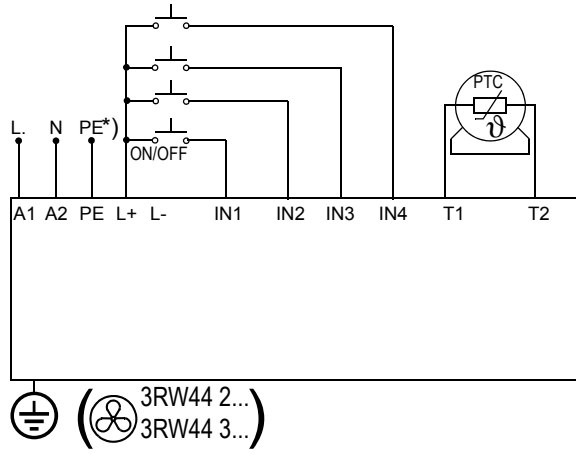 PTC
ϑ
L. N PE*)
ON/OFF
A1 A2 PE L+ L- IN1 IN2 IN3 IN4 T1 T2
(3RW44 2...
3RW44 3...)